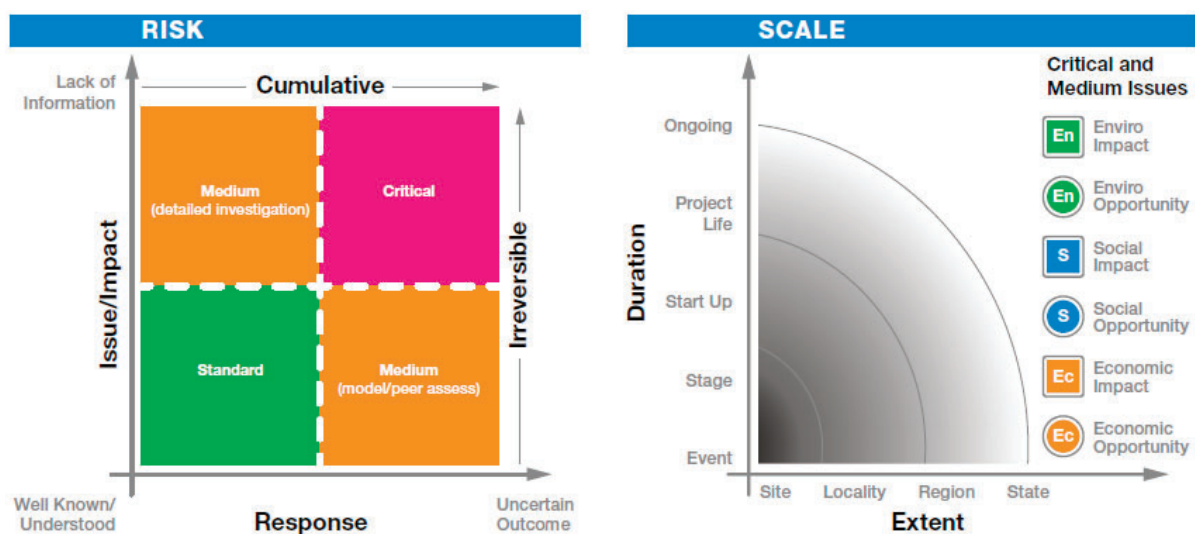 RISK
Lack of
Information
Cumulative
Issue/Impact
Medium
(detailed investigation)
Critical
Standard
Medium
(model/peer assess)
Irreversible
Well Known/
Understood
Response
Uncertain
Outcome
SCALE
Duration
Ongoing
Project
Life
Start Up
Stage
Event
Site
Locality
Region
State
Extent
Critical and
Medium Issues
En
Enviro
Impact
En
Enviro
Opportunity
S
Social
Impact
S
Social
Opportunity
Ec
Economic
Impact
Ec
Economic
Opportunity